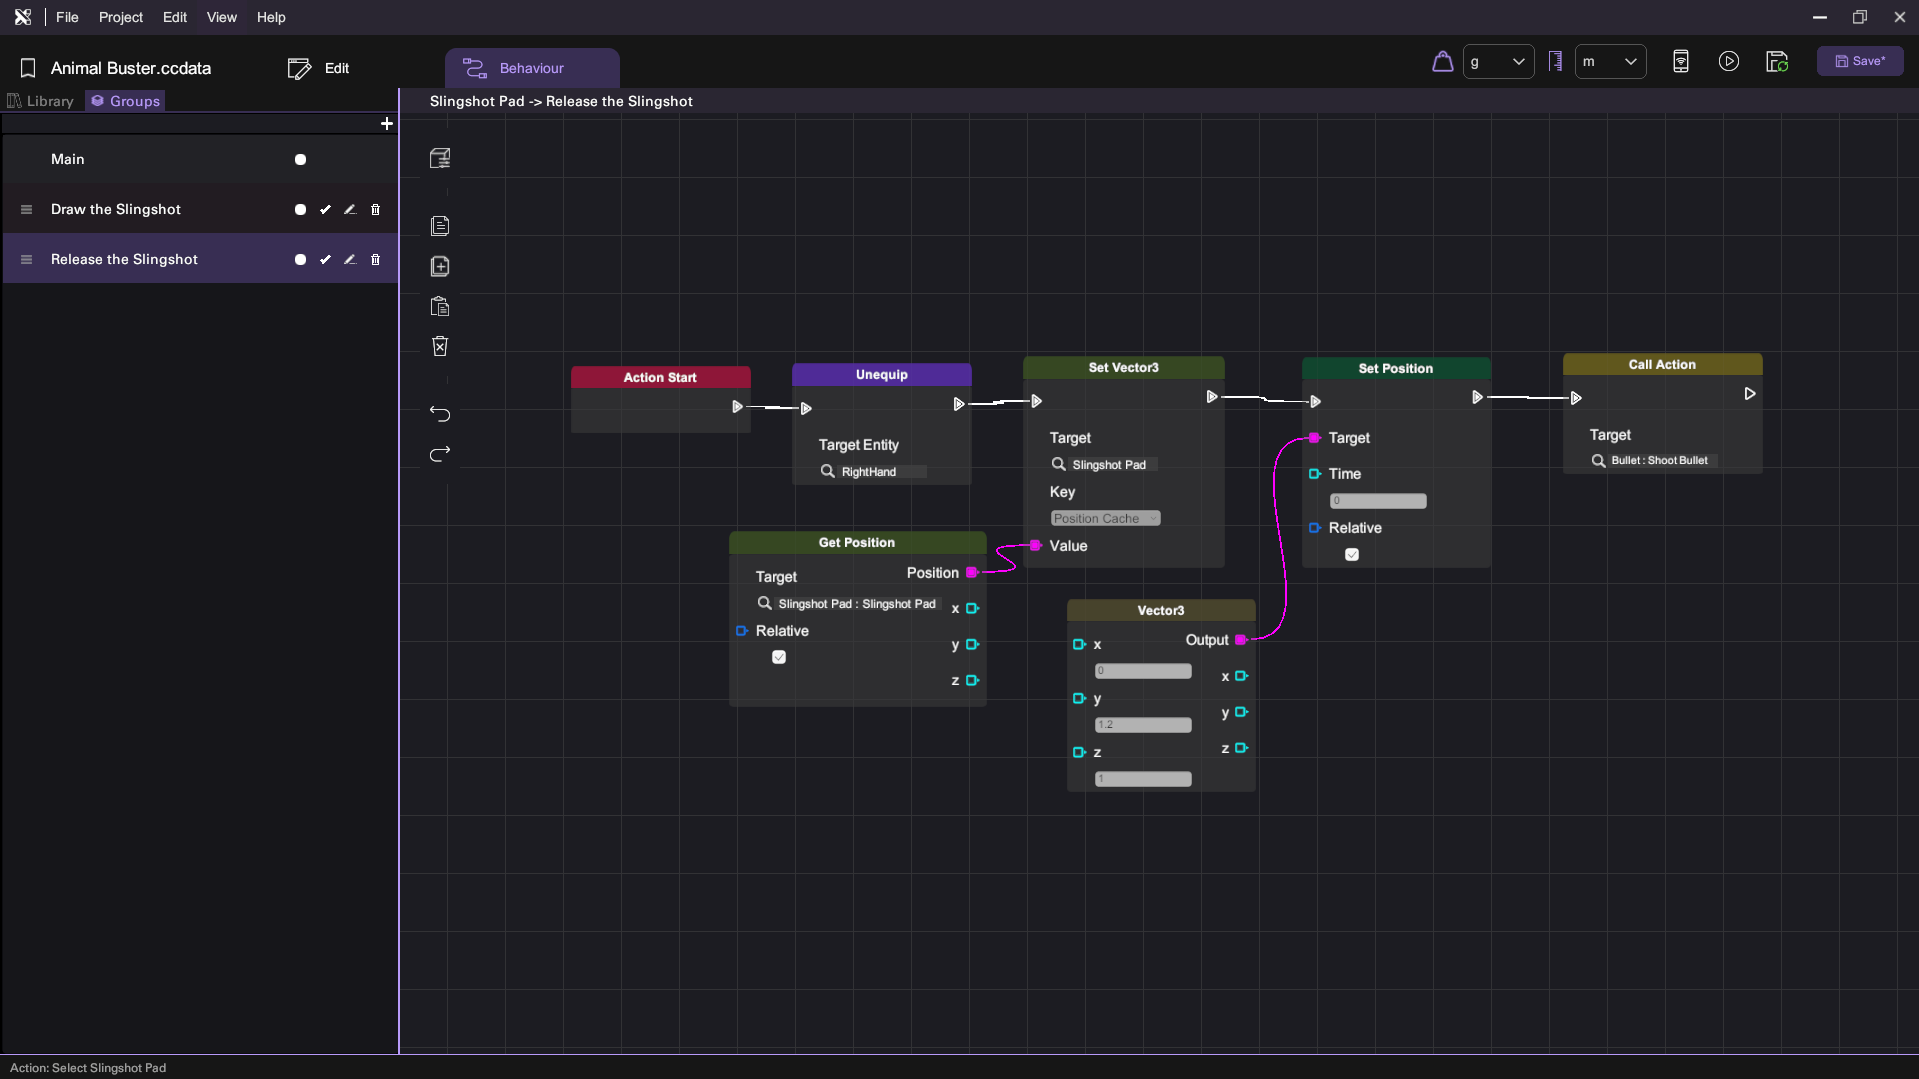 File Project Edit View Help
Animal Buster.ccdata
Edit
Behaviour
g
m
Save*
Library
Groups
Slingshot Pad -> Release the Slingshot
+
Main
Draw the Slingshot
Release the Slingshot
Action Start
Unequip
Target Entity
RightHand
Set Vector3
Target
Slingshot Pad
Key
Position Cache
Value
Set Position
Target
Time
0
Relative
Call Action
Target
Bullet : Shoot Bullet
Get Position
Position
Target
Slingshot Pad : Slingshot Pad
x
Relative
y
z
Vector3
Output
x
0
x
y
1.2
y
z
1
z
Action: Select Slingshot Pad